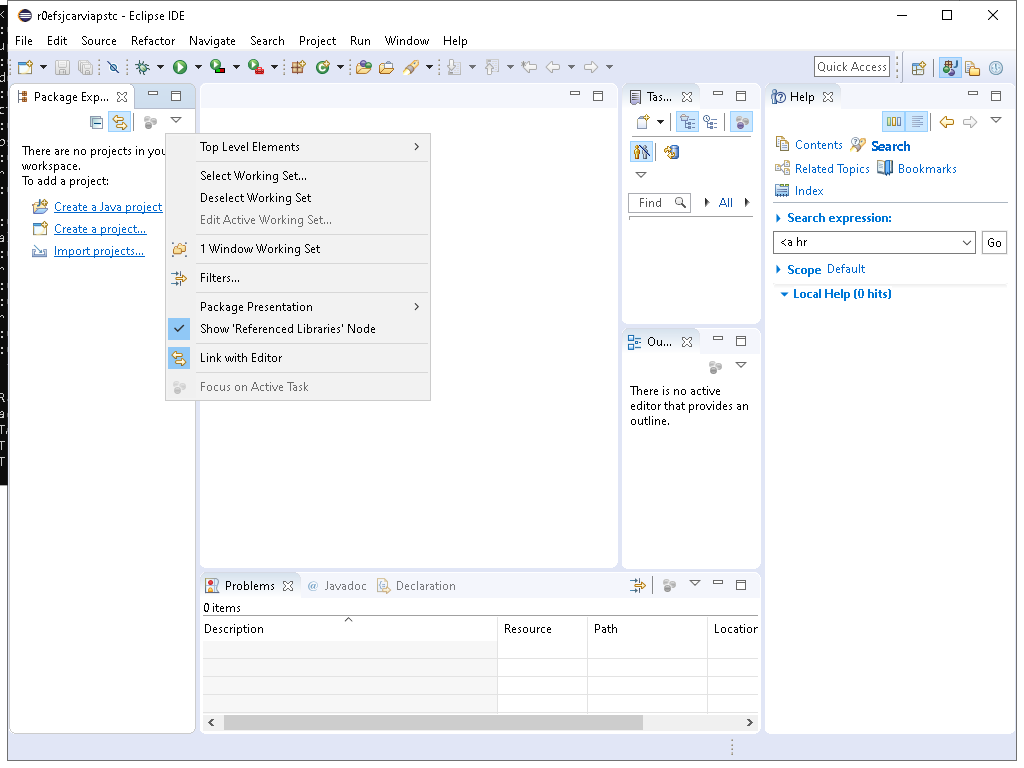 r0efsjcarviapstc - Eclipse IDE
File Edit Source Refactor Navigate Search Project Run Window Help
Quick Access
Package Exp...
There are no projects in you
workspace.
To add a project:
Create a Java project
Create a project...
Import projects...
Top Level Elements
Select Working Set...
Deselect Working Set
Edit Active Working Set...
1 Window Working Set
Filters...
Package Presentation
Show 'Referenced Libraries' Node
Link with Editor
Focus on Active Task
Tas...
Find
All
Ou...
There is no active
editor that provides an
outline.
Help
Contents Search
Related Topics Bookmarks
Index
Search expression:
<a hr
Go
Scope Default
Local Help (0 hits)
Problems Javadoc Declaration
0 items
Description Resource Path Location